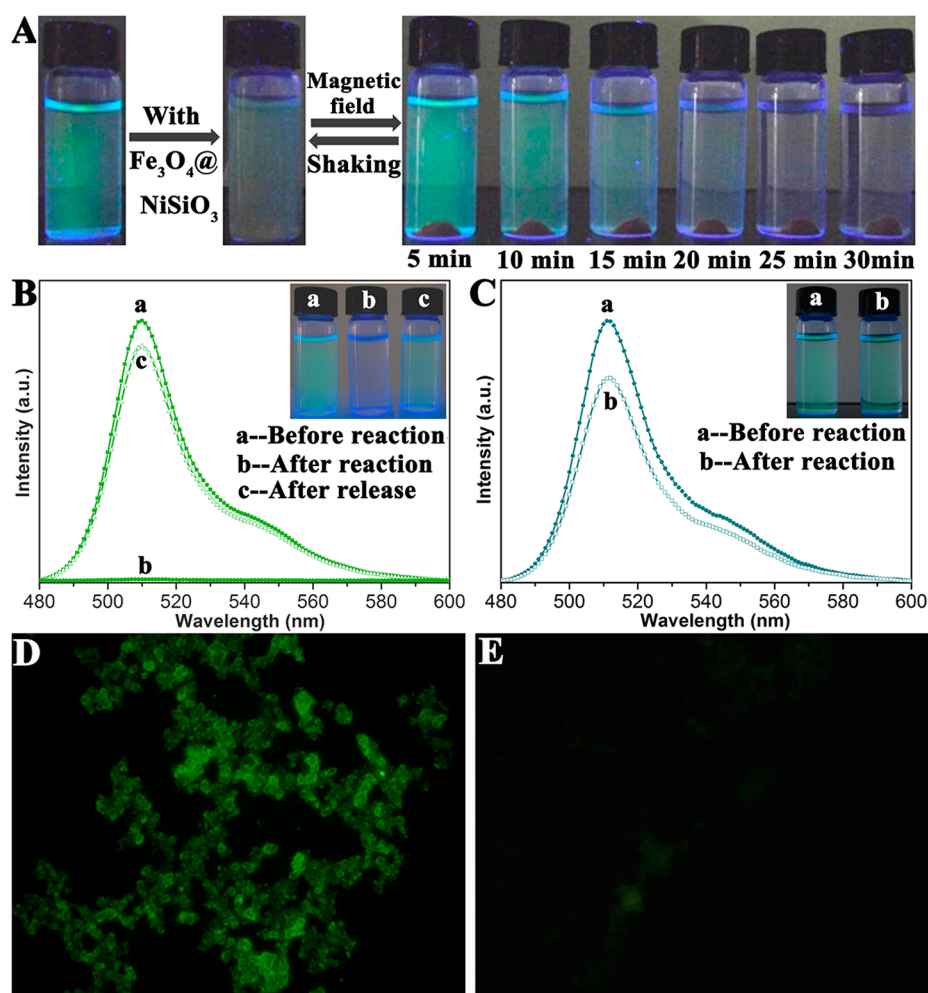 A
With
Fe₃O₄@
NiSiO₃
Magnetic
field
Shaking
5 min 10 min 15 min 20 min 25 min 30min
B
a
c
b
a b c
a--Before reaction
b--After reaction
c--After release
Intensity (a.u.)
480 500 520 540 560 580 600
Wavelength (nm)
C
a
b
a b
a--Before reaction
b--After reaction
Intensity (a.u.)
480 500 520 540 560 580 600
Wavelength (nm)
D
E